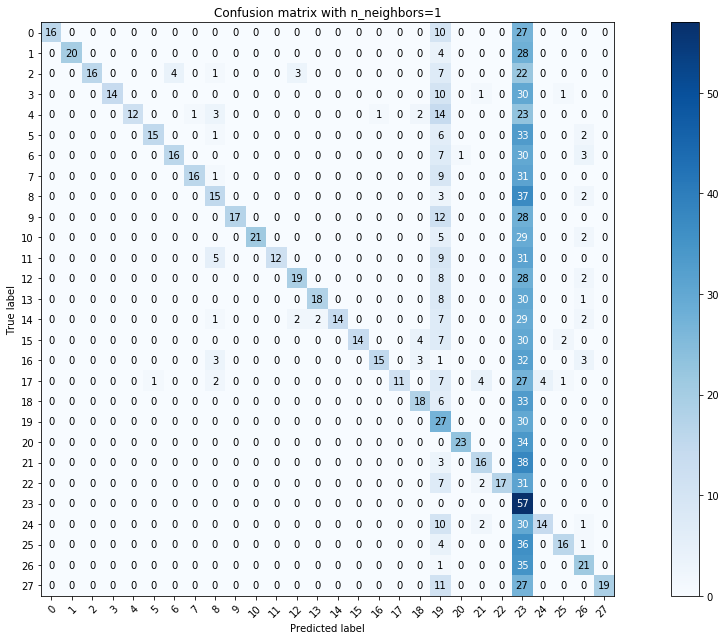 Confusion matrix with n_neighbors=1
True label
0 16 0 0 0 0 0 0 0 0 0 0 0 0 0 0 0 0 0 0 10 0 0 0 27 0 0 0 0
1 0 20 0 0 0 0 0 0 0 0 0 0 0 0 0 0 0 0 0 4 0 0 0 28 0 0 0 0
2 0 0 16 0 0 0 4 0 1 0 0 0 3 0 0 0 0 0 0 7 0 0 0 22 0 0 0 0
3 0 0 0 14 0 0 0 0 0 0 0 0 0 0 0 0 0 0 0 10 0 1 0 30 0 1 0 0
4 0 0 0 0 12 0 0 1 3 0 0 0 0 0 0 0 1 0 2 14 0 0 0 23 0 0 0 0
5 0 0 0 0 0 15 0 0 1 0 0 0 0 0 0 0 0 0 0 6 0 0 0 33 0 0 2 0
6 0 0 0 0 0 0 16 0 0 0 0 0 0 0 0 0 0 0 0 7 1 0 0 30 0 0 3 0
7 0 0 0 0 0 0 0 16 1 0 0 0 0 0 0 0 0 0 0 9 0 0 0 31 0 0 0 0
8 0 0 0 0 0 0 0 0 15 0 0 0 0 0 0 0 0 0 0 3 0 0 0 37 0 0 2 0
9 0 0 0 0 0 0 0 0 0 17 0 0 0 0 0 0 0 0 0 12 0 0 0 28 0 0 0 0
10 0 0 0 0 0 0 0 0 0 0 21 0 0 0 0 0 0 0 0 5 0 0 0 29 0 0 2 0
11 0 0 0 0 0 0 0 0 5 0 0 12 0 0 0 0 0 0 0 9 0 0 0 31 0 0 0 0
12 0 0 0 0 0 0 0 0 0 0 0 0 19 0 0 0 0 0 0 8 0 0 0 28 0 0 2 0
13 0 0 0 0 0 0 0 0 0 0 0 0 0 18 0 0 0 0 0 8 0 0 0 30 0 0 1 0
14 0 0 0 0 0 0 0 0 1 0 0 0 2 2 14 0 0 0 0 7 0 0 0 29 0 0 2 0
15 0 0 0 0 0 0 0 0 0 0 0 0 0 0 0 14 0 0 4 7 0 0 0 30 0 2 0 0
16 0 0 0 0 0 0 0 0 3 0 0 0 0 0 0 0 15 0 3 1 0 0 0 32 0 0 3 0
17 0 0 0 0 0 1 0 0 2 0 0 0 0 0 0 0 0 11 0 7 0 4 0 27 4 1 0 0
18 0 0 0 0 0 0 0 0 0 0 0 0 0 0 0 0 0 0 18 6 0 0 0 33 0 0 0 0
19 0 0 0 0 0 0 0 0 0 0 0 0 0 0 0 0 0 0 0 27 0 0 0 30 0 0 0 0
20 0 0 0 0 0 0 0 0 0 0 0 0 0 0 0 0 0 0 0 0 23 0 0 34 0 0 0 0
21 0 0 0 0 0 0 0 0 0 0 0 0 0 0 0 0 0 0 0 3 0 16 0 38 0 0 0 0
22 0 0 0 0 0 0 0 0 0 0 0 0 0 0 0 0 0 0 0 7 0 2 17 31 0 0 0 0
23 0 0 0 0 0 0 0 0 0 0 0 0 0 0 0 0 0 0 0 0 0 0 0 57 0 0 0 0
24 0 0 0 0 0 0 0 0 0 0 0 0 0 0 0 0 0 0 0 10 0 2 0 30 14 0 1 0
25 0 0 0 0 0 0 0 0 0 0 0 0 0 0 0 0 0 0 0 4 0 0 0 36 0 16 1 0
26 0 0 0 0 0 0 0 0 0 0 0 0 0 0 0 0 0 0 0 1 0 0 0 35 0 0 21 0
27 0 0 0 0 0 0 0 0 0 0 0 0 0 0 0 0 0 0 0 11 0 0 0 27 0 0 0 19
0 1 2 3 4 5 6 7 8 9 10 11 12 13 14 15 16 17 18 19 20 21 22 23 24 25 26 27
Predicted label
50
40
30
20
10
0